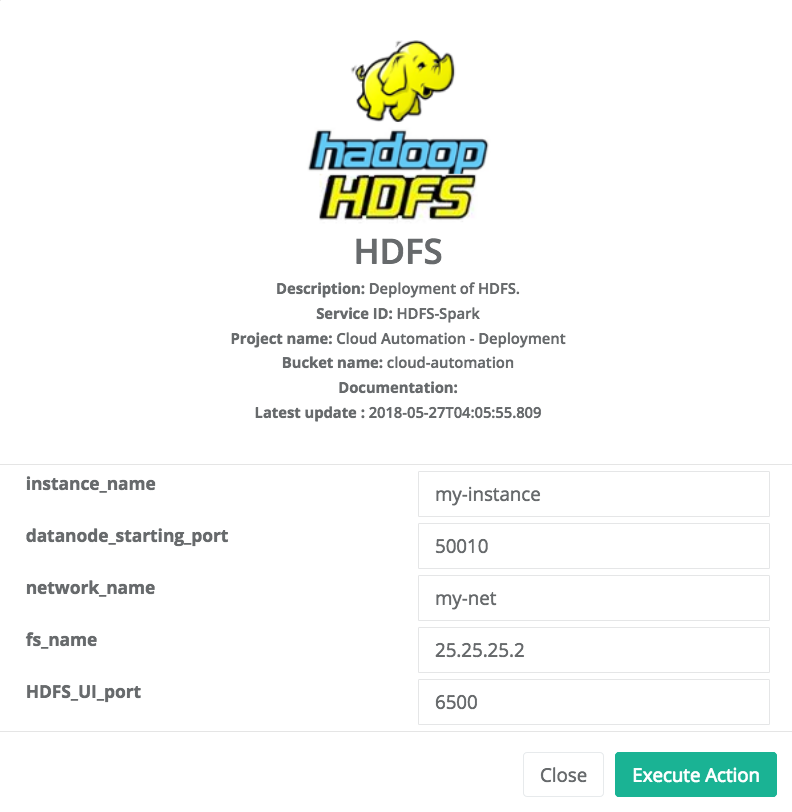 hadoop
HDFS
HDFS
Description: Deployment of HDFS.
Service ID: HDFS-Spark
Project name: Cloud Automation - Deployment
Bucket name: cloud-automation
Documentation:
Latest update : 2018-05-27T04:05:55.809
instance_name my-instance
datanode_starting_port 50010
network_name my-net
fs_name 25.25.25.2
HDFS_UI_port 6500
Close Execute Action